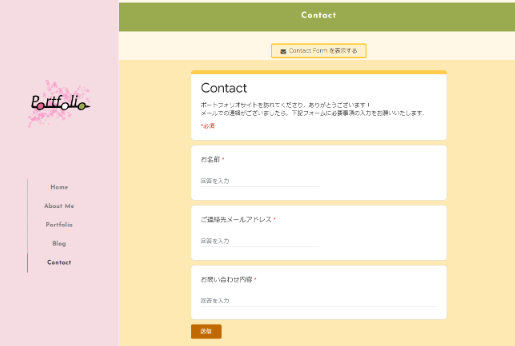 Portfolio
Home
About Me
Portfolio
Blog
Contact
Contact
Contact Form を表示する
Contact
ポートフォリオサイトを訪れてくださり、ありがとうございます！
メールでの連絡がございましたら、下記フォームに必要事項の入力をお願いいたします。
*必須
お名前 *
回答を入力
ご連絡先メールアドレス *
回答を入力
お問い合わせ内容 *
回答を入力
送信